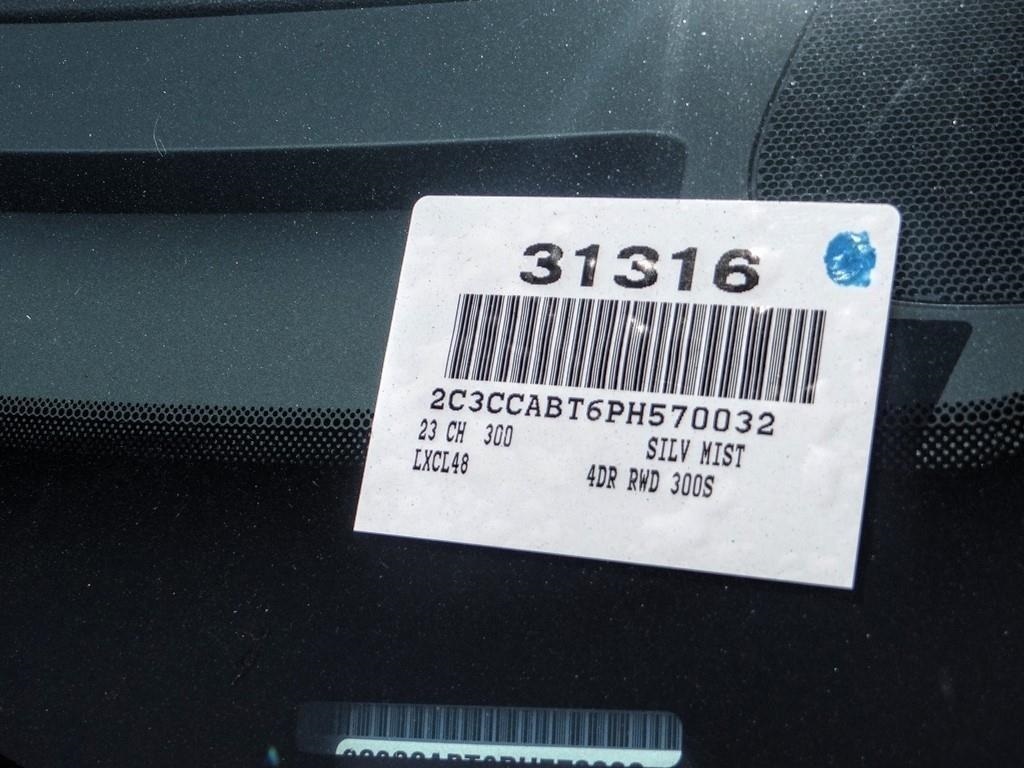 31316
2C3CCABT6PH570032
23 CH 300 SILV MIST
LXCL48 4DR RWD 300S